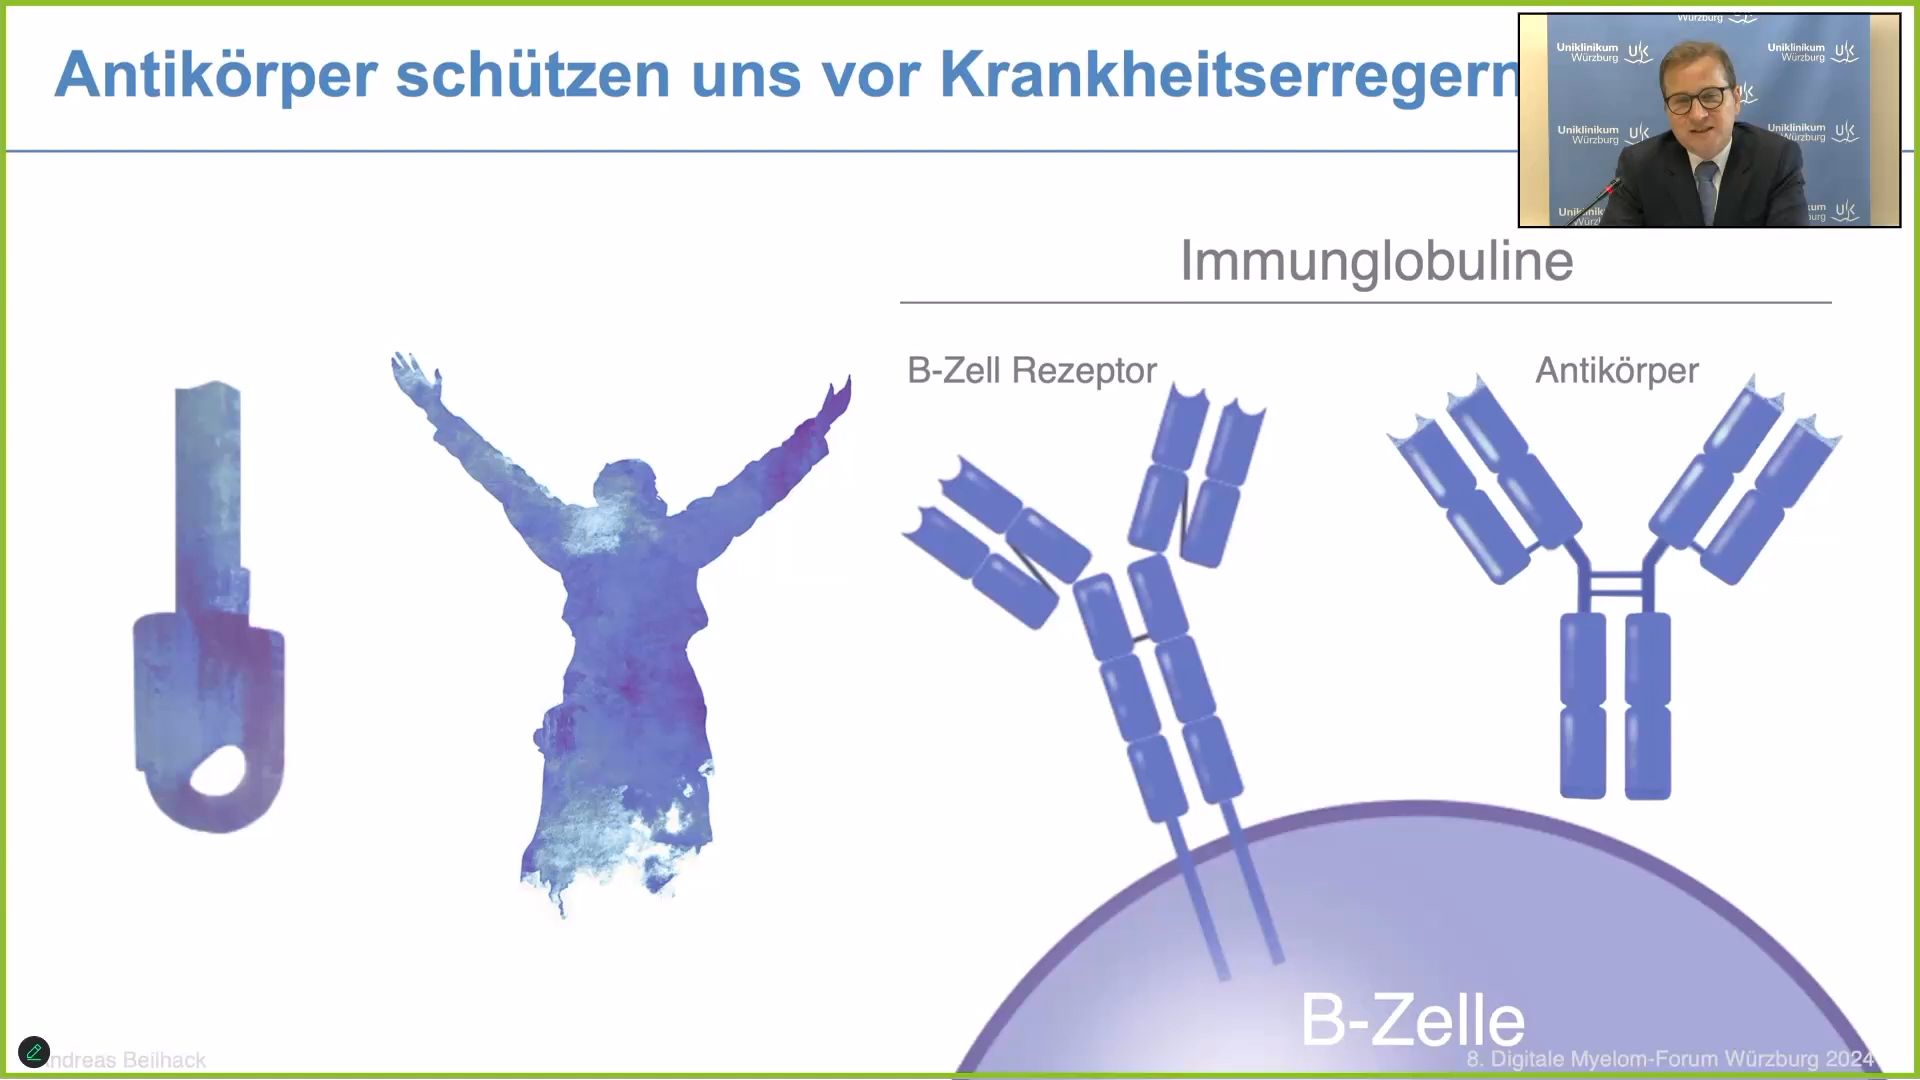 Antikörper schützen uns vor Krankheitserregern
Würzburg
Uniklinikum
Würzburg
Uniklinikum
Würzburg
Uniklinikum
Würzburg
Uniklinikum
Würzburg
Immunglobuline
B-Zell Rezeptor
Antikörper
B-Zelle
ndreas Beilhack
8. Digitale Myelom-Forum Würzburg 2024